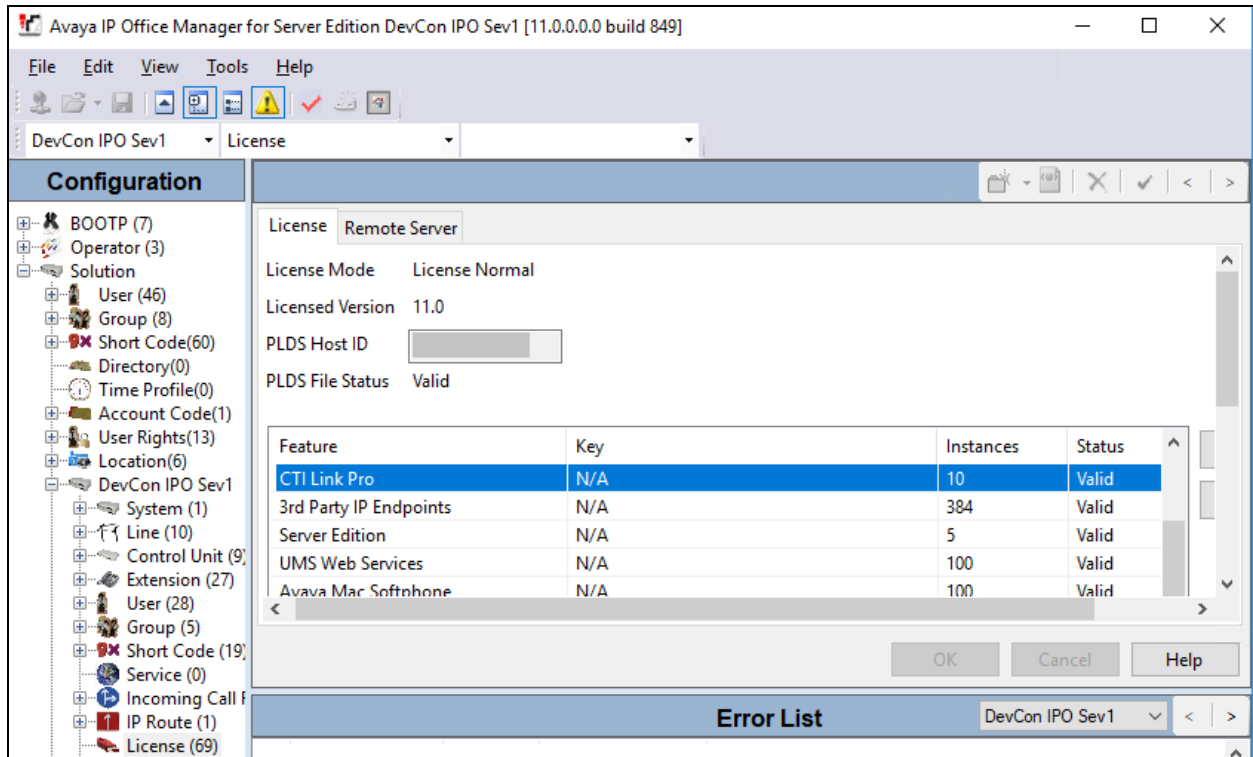 Avaya IP Office Manager for Server Edition DevCon IPO Sev1 [11.0.0.0.0 build 849]
File Edit View Tools Help
DevCon IPO Sev1 License
Configuration
BOOTP (7)
Operator (3)
Solution
User (46)
Group (8)
Short Code(60)
Directory(0)
Time Profile(0)
Account Code(1)
User Rights(13)
Location(6)
DevCon IPO Sev1
System (1)
Line (10)
Control Unit (9)
Extension (27)
User (28)
Group (5)
Short Code (19)
Service (0)
Incoming Call
IP Route (1)
License (69)
License Remote Server
License Mode License Normal
Licensed Version 11.0
PLDS Host ID
PLDS File Status Valid
Feature Key Instances Status
CTI Link Pro N/A 10 Valid
3rd Party IP Endpoints N/A 384 Valid
Server Edition N/A 5 Valid
UMS Web Services N/A 100 Valid
Avaya Mac Softphone N/A 100 Valid
OK Cancel Help
Error List DevCon IPO Sev1